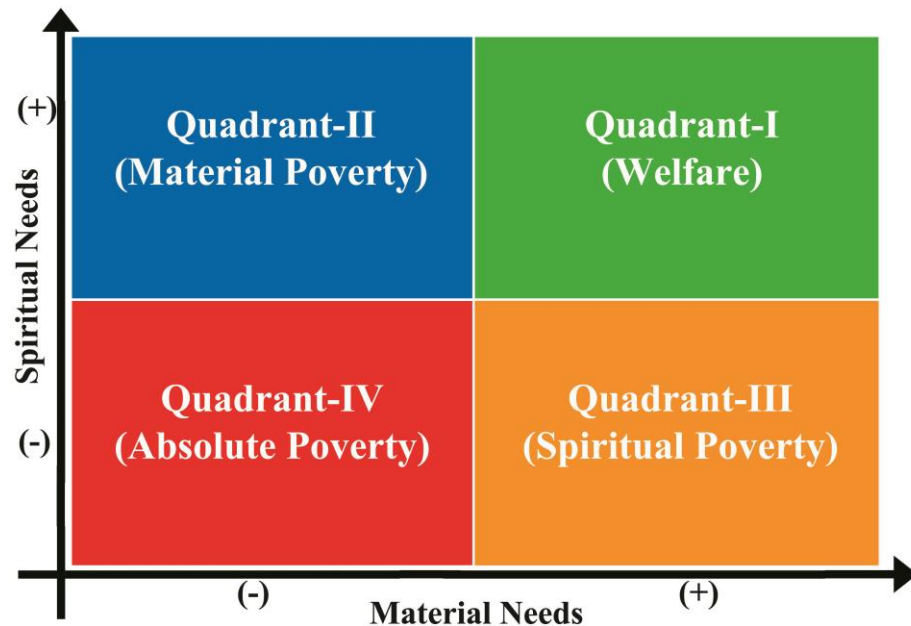 (+)
Spiritual Needs
(-)
Quadrant-II
(Material Poverty)
Quadrant-I
(Welfare)
Quadrant-IV
(Absolute Poverty)
Quadrant-III
(Spiritual Poverty)
(-)
Material Needs
(+)